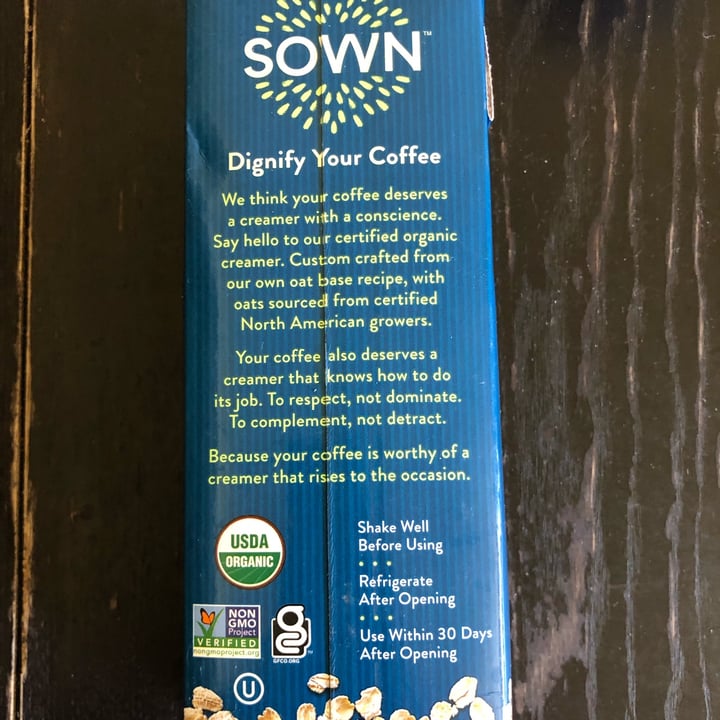 SOWN™
Dignify Your Coffee
We think your coffee deserves
a creamer with a conscience.
Say hello to our certified organic
creamer. Custom crafted from
our own oat base recipe, with
oats sourced from certified
North American growers.
Your coffee also deserves a
creamer that knows how to do
its job. To respect, not dominate.
To complement, not detract.
Because your coffee is worthy of a
creamer that rises to the occasion.
USDA
ORGANIC
NON
GMO
Project
VERIFIED
nongmoproject.org
GFCO.ORG
™
U
Shake Well
Before Using
Refrigerate
After Opening
Use Within 30 Days
After Opening